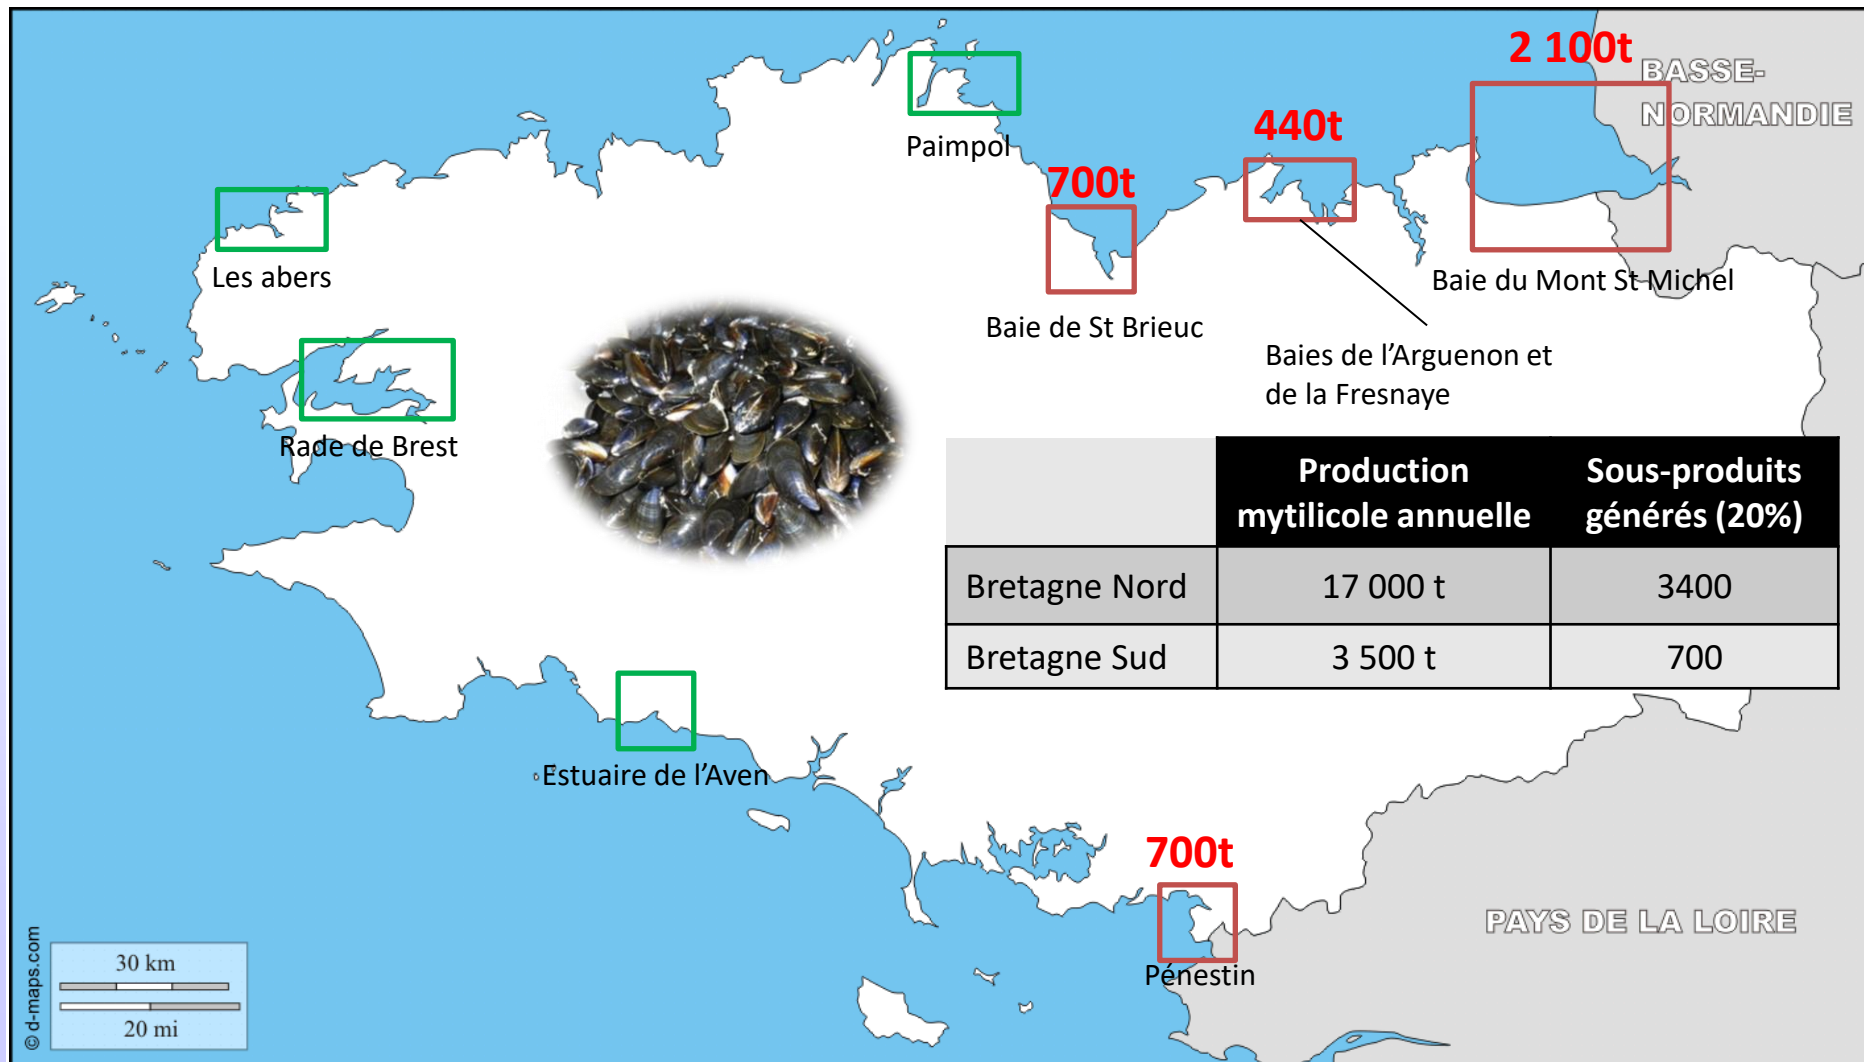 2 100t
BASSE-
NORMANDIE
440t
Paimpol
700t
Les abers
Baie du Mont St Michel
Baie de St Brieuc
Baies de l'Arguenon et
de la Fresnaye
Rade de Brest
Production
mytilicole annuelle
Sous-produits
générés (20%)
Bretagne Nord
17 000 t
3400
Bretagne Sud
3 500 t
700
Estuaire de l'Aven
700t
PAYS DE LA LOIRE
Pénestin
30 km
20 mi
© d-maps.com